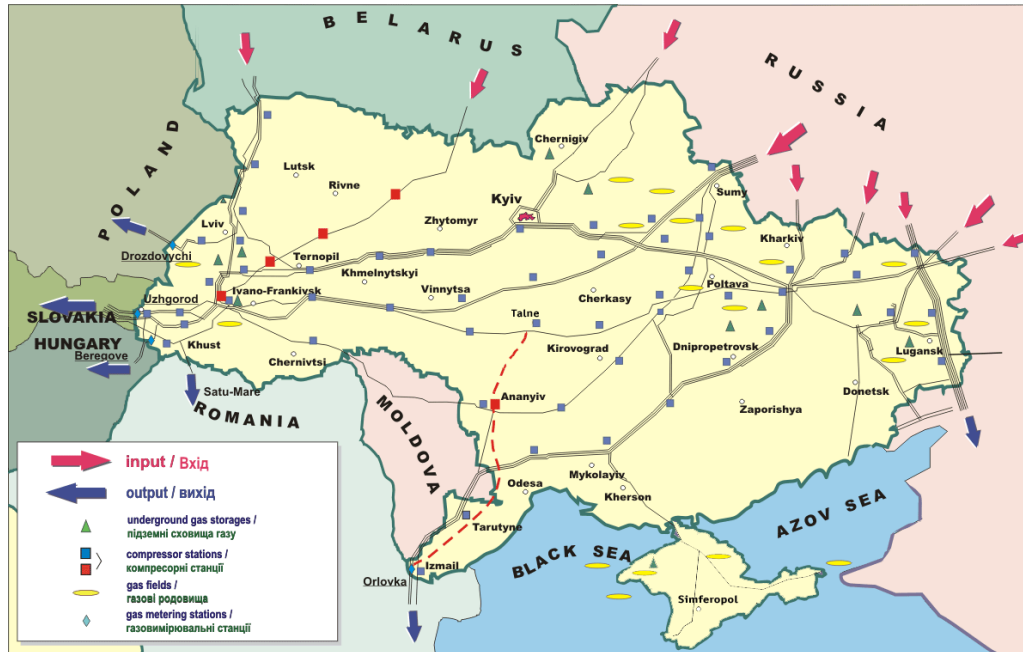 BELARUS
RUSSIA
POLAND
Chernigiv
Lutsk
Rivne
Sumy
Kyiv
Zhytomyr
Lviv
Kharkiv
Drozdovychi
Ternopil
Khmelnytskyi
Poltava
Ivano-Frankivsk
Vinnytsa
Cherkasy
Uzhgorod
SLOVAKIA
Talne
HUNGARY
Khust
Kirovograd
Dnipropetrovsk
Lugansk
Beregove
Chernivtsi
Satu-Mare
Donetsk
ROMANIA
Ananyiv
Zaporishya
MOLDOVA
Mykolayiv
Odesa
Kherson
AZOV SEA
Tarutyne
BLACK SEA
Orlovka
Izmail
Simferopol
input / Вхід
output / вихід
underground gas storages /
підземні сховища газу
compressor stations /
компресорні станції
gas fields /
газові родовища
gas metering stations /
газовимірювальні станції